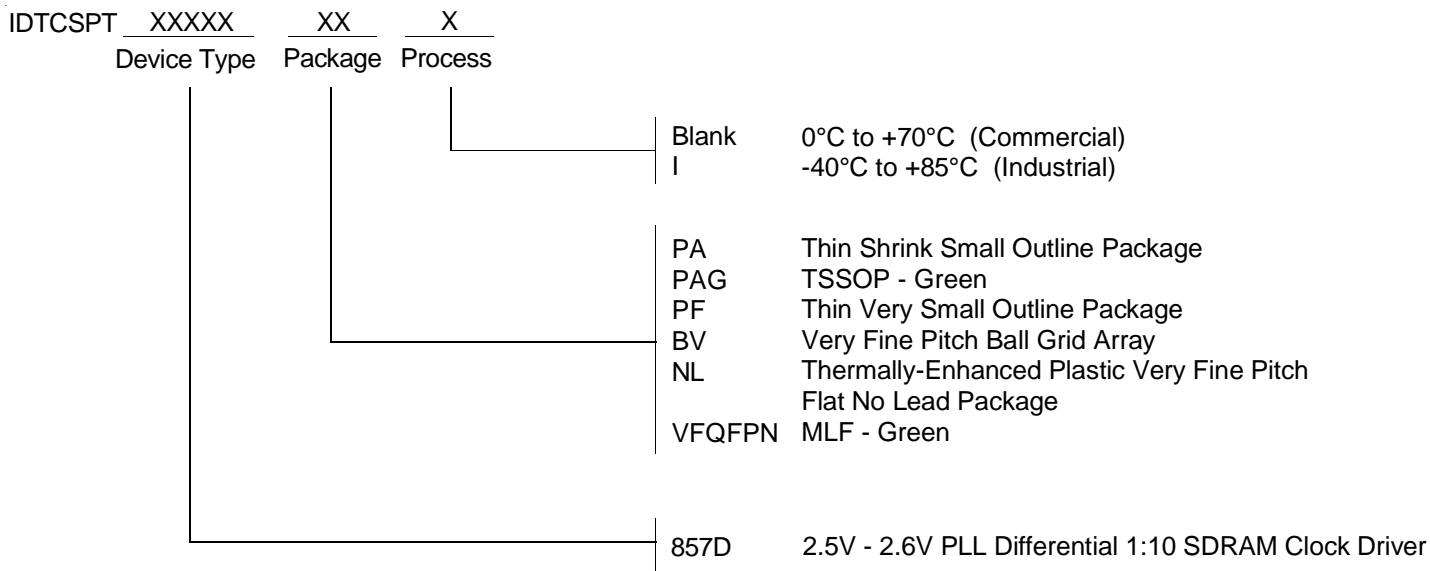 IDTCSPT XXXXX XX X
Device Type Package Process
Blank 0°C to +70°C (Commercial)
I -40°C to +85°C (Industrial)
PA Thin Shrink Small Outline Package
PAG TSSOP - Green
PF Thin Very Small Outline Package
BV Very Fine Pitch Ball Grid Array
NL Thermally-Enhanced Plastic Very Fine Pitch
Flat No Lead Package
VFQFPN MLF - Green
857D 2.5V - 2.6V PLL Differential 1:10 SDRAM Clock Driver